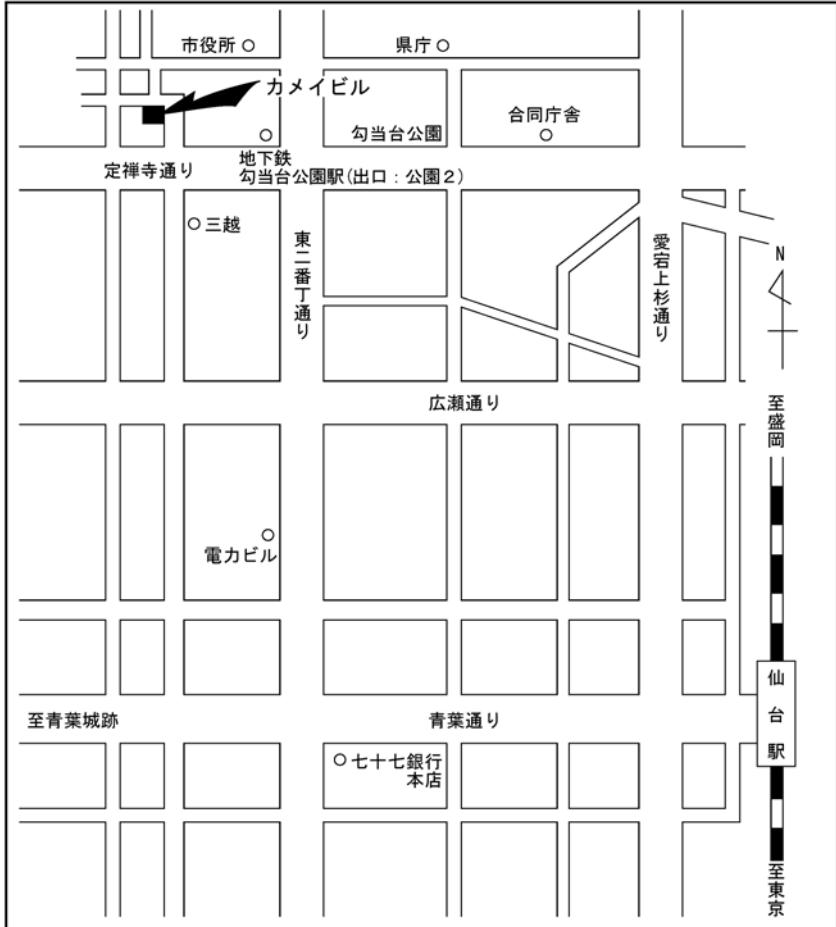 市役所
県庁
カメイビル
合同庁舎
勾当台公園
地下鉄
勾当台公園駅(出口：公園２)
定禅寺通り
三越
東二番丁通り
愛宕上杉通り
N
広瀬通り
至盛岡
電力ビル
仙台駅
至青葉城跡
青葉通り
七十七銀行
本店
至東京